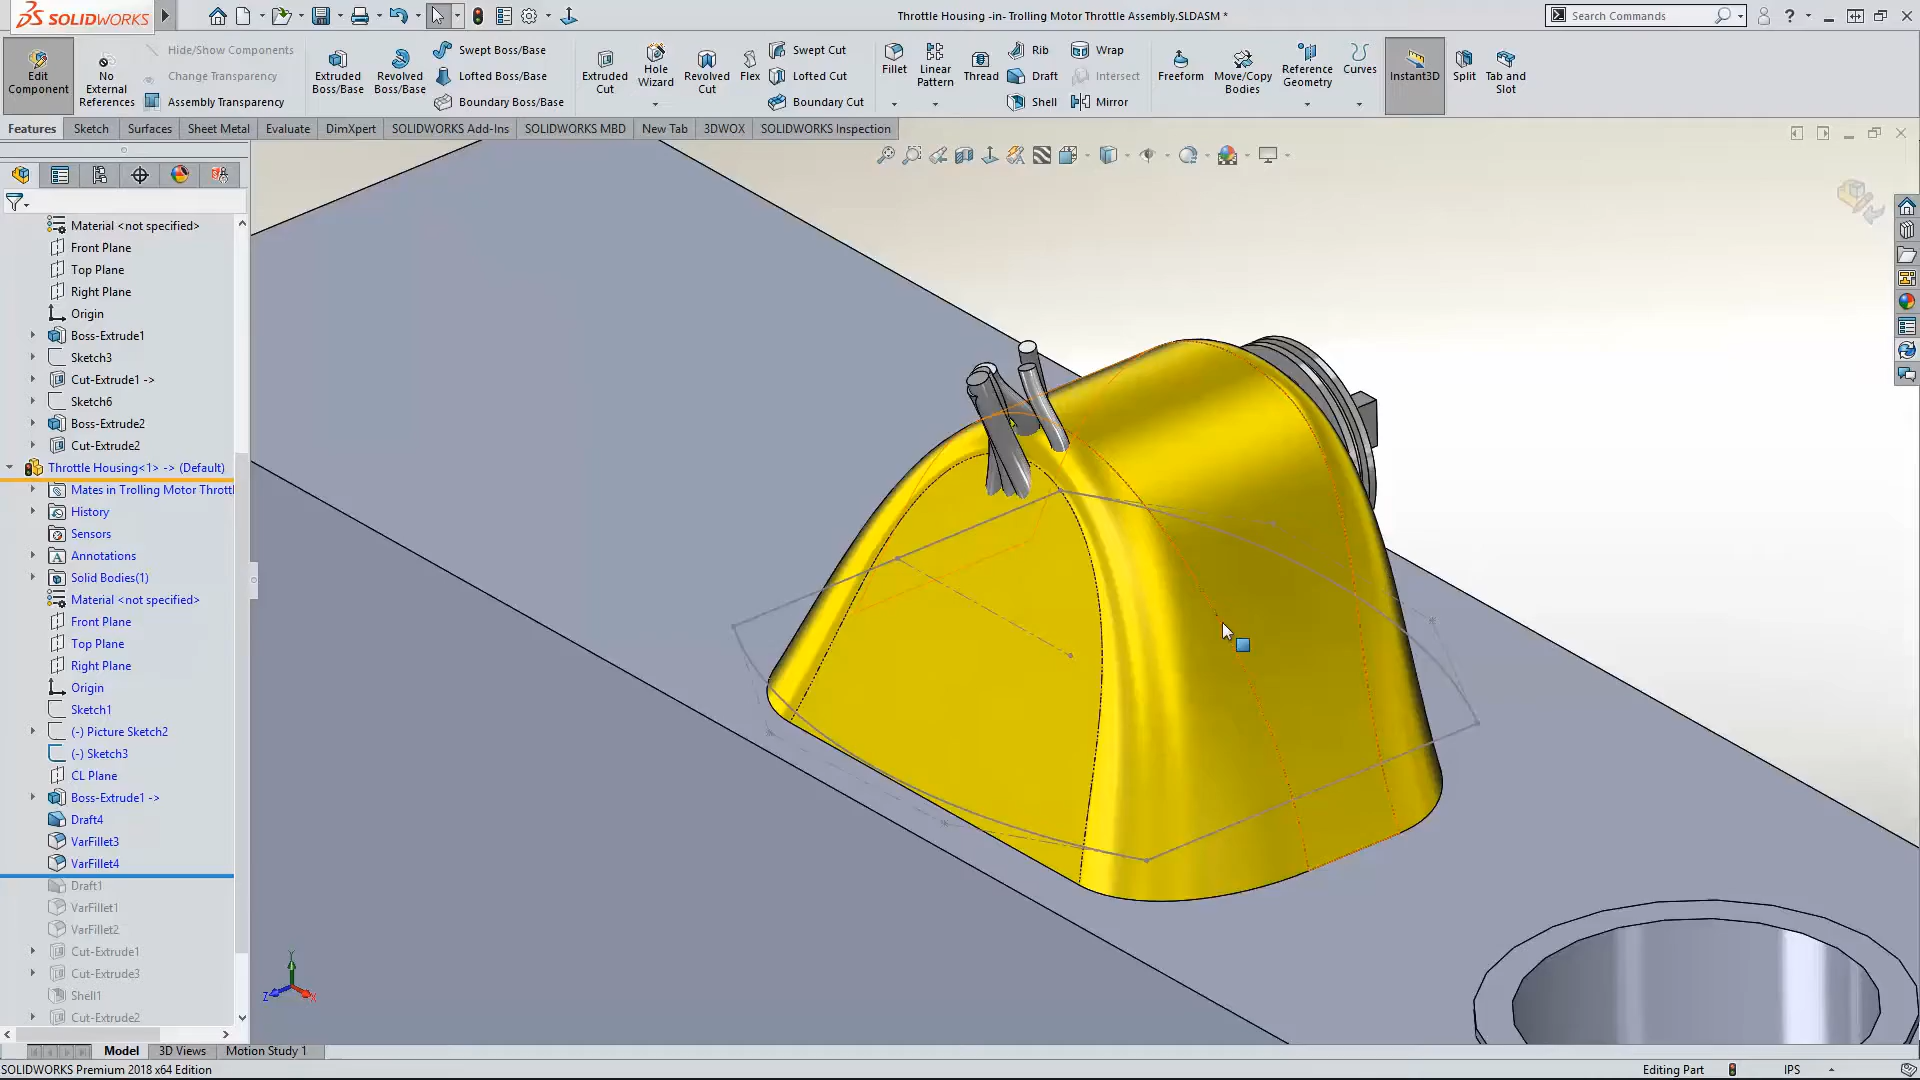 SOLIDWORKS
Throttle Housing -in- Trolling Motor Throttle Assembly.SLDASM *
Search Commands
Edit Component
No External References
Hide/Show Components
Change Transparency
Assembly Transparency
Extruded Boss/Base
Revolved Boss/Base
Swept Boss/Base
Lofted Boss/Base
Boundary Boss/Base
Extruded Cut
Hole Wizard
Revolved Cut
Flex
Swept Cut
Lofted Cut
Boundary Cut
Fillet
Linear Pattern
Thread
Rib
Draft
Shell
Wrap
Intersect
Mirror
Freeform
Move/Copy Bodies
Reference Geometry
Curves
Instant3D
Split
Tab and Slot
Features Sketch Surfaces Sheet Metal Evaluate DimXpert SOLIDWORKS Add-Ins SOLIDWORKS MBD New Tab 3DWOX SOLIDWORKS Inspection
Material <not specified>
Front Plane
Top Plane
Right Plane
Origin
Boss-Extrude1
Sketch3
Cut-Extrude1 ->
Sketch6
Boss-Extrude2
Cut-Extrude2
Throttle Housing<1> -> (Default)
Mates in Trolling Motor Thrott
History
Sensors
Annotations
Solid Bodies(1)
Material <not specified>
Front Plane
Top Plane
Right Plane
Origin
Sketch1
(-) Picture Sketch2
(-) Sketch3
CL Plane
Boss-Extrude1 ->
Draft4
VarFillet3
VarFillet4
Draft1
VarFillet1
VarFillet2
Cut-Extrude1
Cut-Extrude3
Shell1
Cut-Extrude2
Y
Z
X
Model 3D Views Motion Study 1
SOLIDWORKS Premium 2018 x64 Edition
Editing Part
IPS